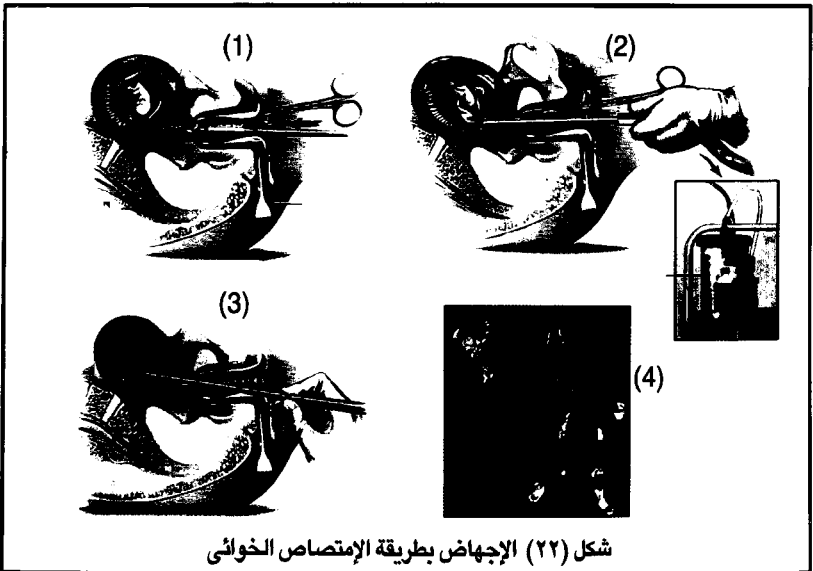 (1)
(2)
(3)
(4)
شكل (٢٢) الإجهاض بطريقة الإمتصاص الخوائى